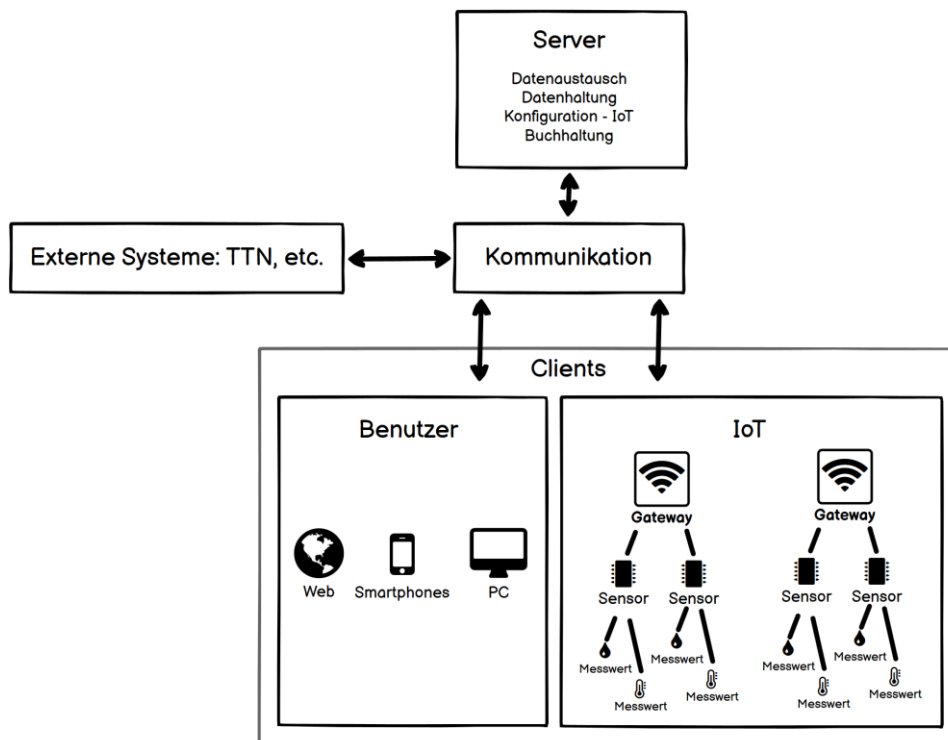 Server
Datenaustausch
Datenhaltung
Konfiguration - IoT
Buchhaltung
Externe Systeme: TTN, etc.
Kommunikation
Clients
Benutzer
IoT
Gateway
Gateway
Web
Smartphones
PC
Sensor
Sensor
Sensor
Sensor
Messwert
Messwert
Messwert
Messwert
Messwert
Messwert
Messwert
Messwert